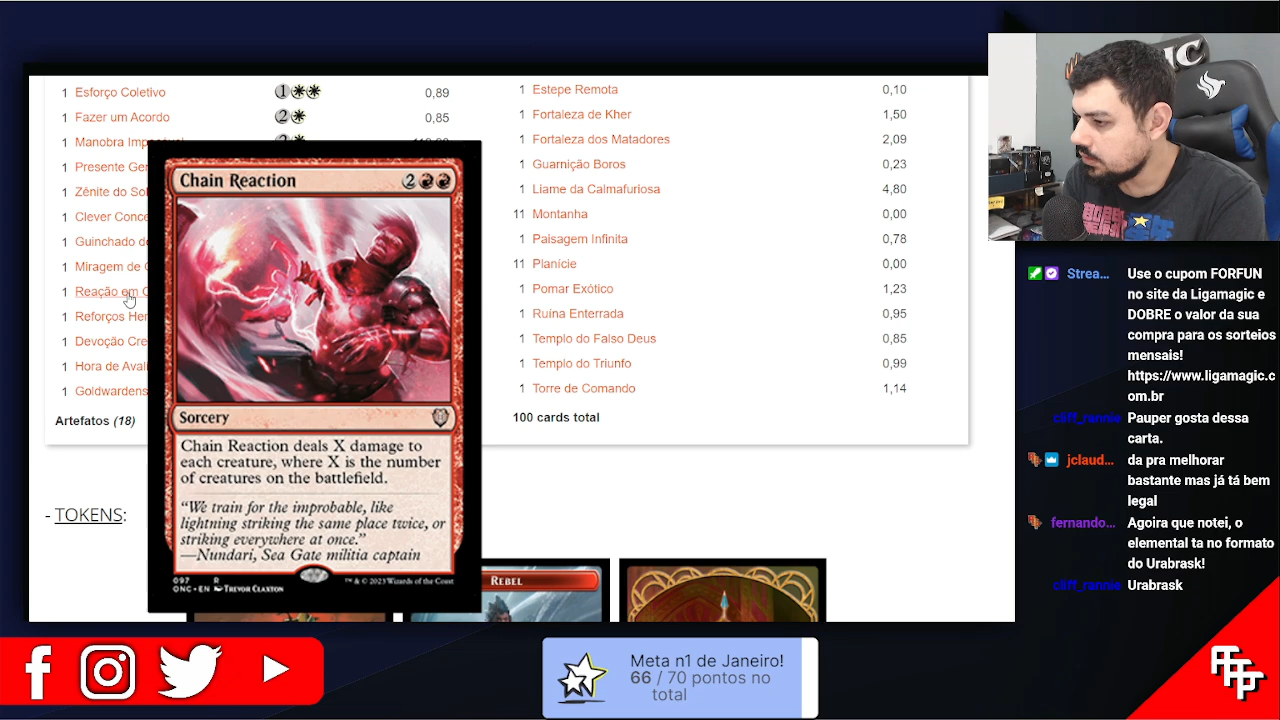 1 Esforço Coletivo 1 0,89
2 Fazer um Acordo 0,85
1 Manobra
1 Presente Ger
1 Zênite do So
1 Clever Conce
1 Guinchado d
1 Miragem de
1 Reação em C
1 Reforços Her
1 Devoção Cre
1 Hora de Avali
1 Goldwardens
Artefatos (18)
- TOKENS:
Chain Reaction 2
Sorcery
Chain Reaction deals X damage to
each creature, where X is the number
of creatures on the battlefield.
"We train for the improbable, like
lightning striking the same place twice, or
striking everywhere at once."
—Nundari, Sea Gate militia captain
097 R
ONC • EN TREVOR CLAXTON
™ & © 2023 Wizards of the Coast
REBEL
1 Estepe Remota 0,10
1 Fortaleza de Kher 1,50
1 Fortaleza dos Matadores 2,09
1 Guarnição Boros 0,23
1 Liame da Calmafuriosa 4,80
11 Montanha 0,00
1 Paisagem Infinita 0,78
11 Planície 0,00
1 Pomar Exótico 1,23
1 Ruína Enterrada 0,95
1 Templo do Falso Deus 0,85
1 Templo do Triunfo 0,99
1 Torre de Comando 1,14
100 cards total
Strea... Use o cupom FORFUN
no site da Ligamagic e
DOBRE o valor da sua
compra para os sorteios
mensais!
https://www.ligamagic.c
om.br
cliff_rannie Pauper gosta dessa
carta.
jclaud... da pra melhorar
bastante mas já tá bem
legal
fernando... Agoira que notei, o
elemental ta no formato
do Urabrask!
cliff_rannie Urabrask
Meta n1 de Janeiro!
66 / 70 pontos no
total